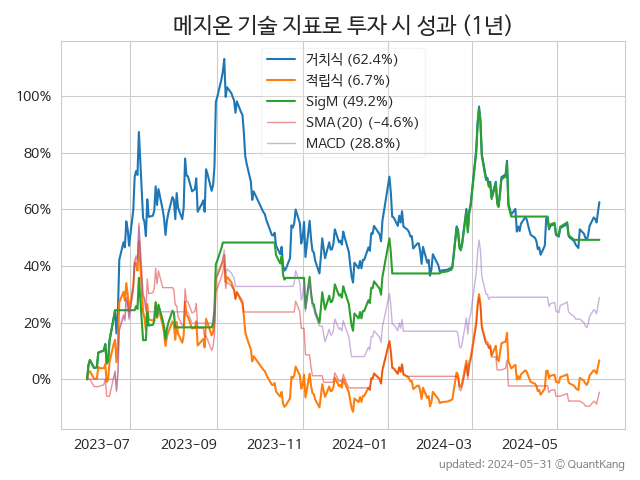 메지온 기술 지표로 투자 시 성과 (1년)
거치식 (62.4%)
적립식 (6.7%)
SigM (49.2%)
SMA(20) (−4.6%)
MACD (28.8%)
100%
80%
60%
40%
20%
0%
2023-07
2023-09
2023-11
2024-01
2024-03
2024-05
updated: 2024-05-31 ⓒ QuantKang